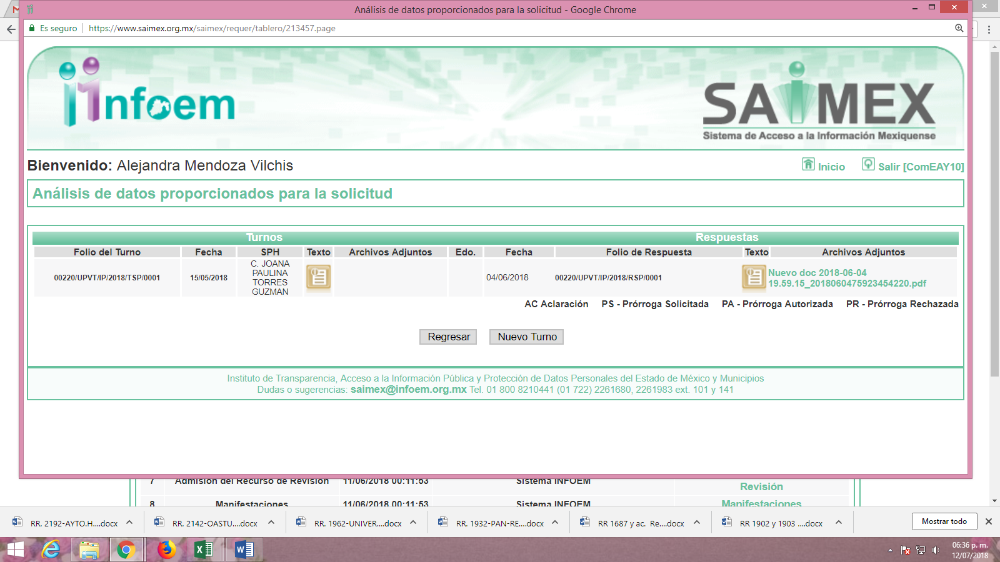 Análisis de datos proporcionados para la solicitud - Google Chrome
Es seguro | https://www.saimex.org.mx/saimex/requer/tablero/213457.page
infoem
SAIMEX
Sistema de Acceso a la Información Mexiquense
Bienvenido: Alejandra Mendoza Vilchis
Inicio Salir [ComEAY10]
Análisis de datos proporcionados para la solicitud
Turnos Respuestas
Folio del Turno Fecha SPH Texto Archivos Adjuntos Edo. Fecha Folio de Respuesta Texto Archivos Adjuntos
00220/UPVT/IP/2018/TSP/0001 15/05/2018 C. JOANA PAULINA TORRES GUZMAN 04/06/2018 00220/UPVT/IP/2018/RSP/0001 Nuevo doc 2018-06-04 19.59.15_2018060475923454220.pdf
AC Aclaración PS - Prórroga Solicitada PA - Prórroga Autorizada PR - Prórroga Rechazada
Regresar Nuevo Turno
Instituto de Transparencia, Acceso a la Información Pública y Protección de Datos Personales del Estado de México y Municipios
Dudas o sugerencias: saimex@infoem.org.mx Tel. 01 800 8210441 (01 722) 2261680, 2261983 ext. 101 y 141
7 Admisión del Recurso de Revisión 11/06/2018 00:11:53 Sistema INFOEM Revisión
8 Manifestaciones 11/06/2018 00:11:53 Sistema INFOEM Manifestaciones
RR. 2192-AYTO.H....docx RR. 2142-OASTU....docx RR. 1962-UNIVER....docx RR. 1932-PAN-RE....docx RR 1687 y ac. Re....docx RR 1902 y 1903 ....docx Mostrar todo
06:36 p. m.
12/07/2018